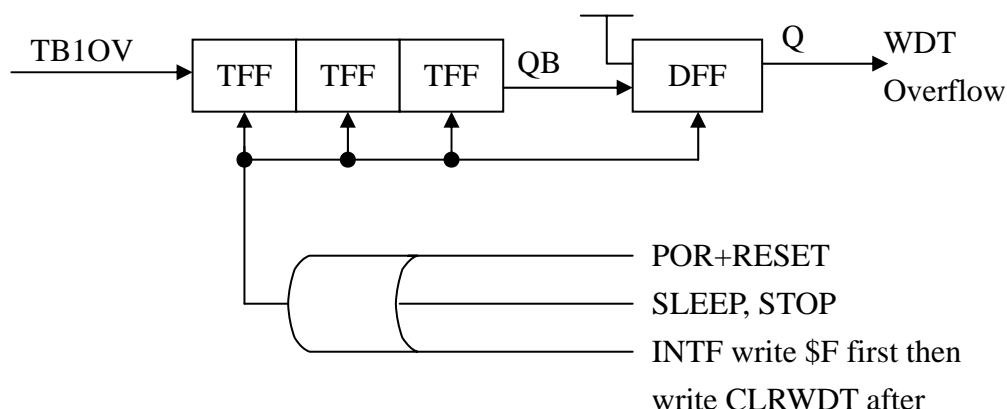 TB1OV
TFF
TFF
TFF
QB
DFF
Q
WDT
Overflow
POR+RESET
SLEEP, STOP
INTF write $F first then
write CLRWDT after